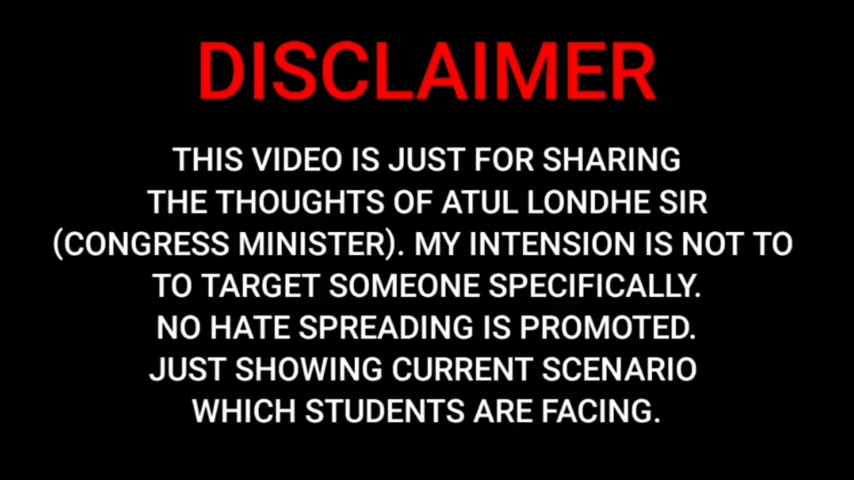 DISCLAIMER
THIS VIDEO IS JUST FOR SHARING
THE THOUGHTS OF ATUL LONDHE SIR
(CONGRESS MINISTER). MY INTENSION IS NOT TO
TO TARGET SOMEONE SPECIFICALLY.
NO HATE SPREADING IS PROMOTED.
JUST SHOWING CURRENT SCENARIO
WHICH STUDENTS ARE FACING.